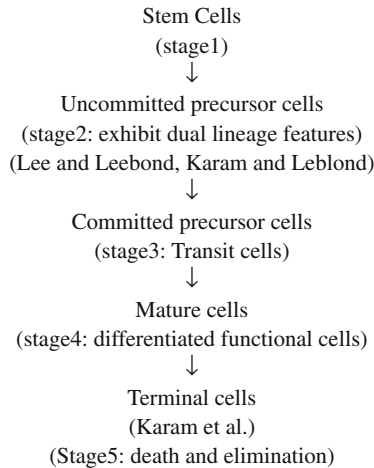 Stem Cells
(stage1)
↓
Uncommitted precursor cells
(stage2: exhibit dual lineage features)
(Lee and Leebond, Karam and Leblond)
↓
Committed precursor cells
(stage3: Transit cells)
↓
Mature cells
(stage4: differentiated functional cells)
↓
Terminal cells
(Karam et al.)
(Stage5: death and elimination)